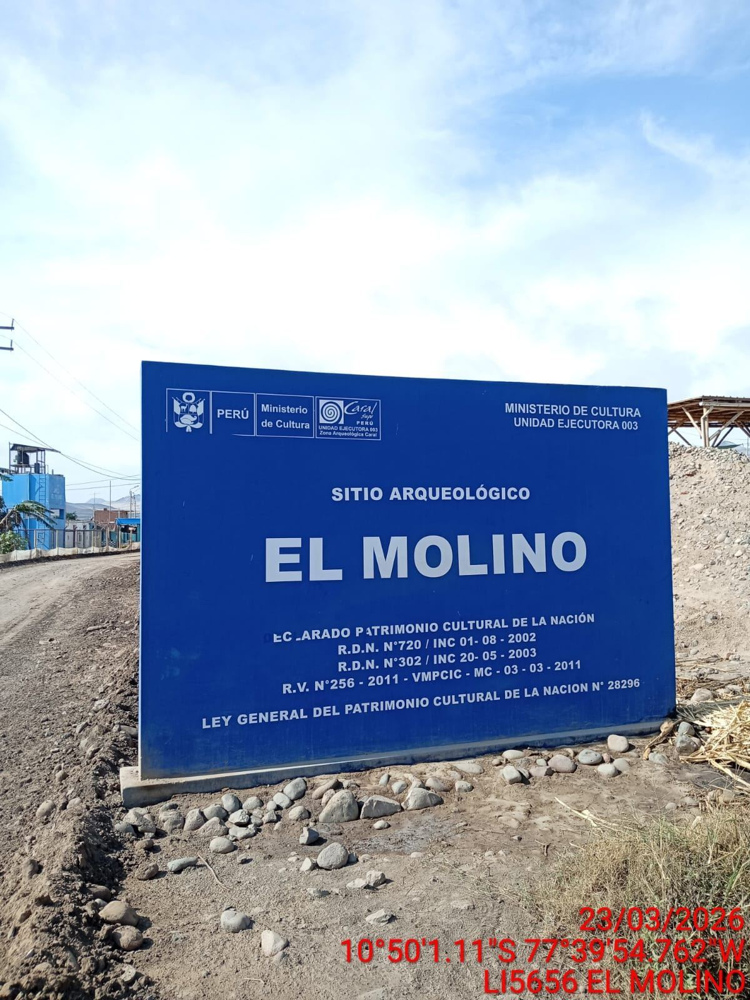 PERÚ
Ministerio
de Cultura
Caral
supe
PERÚ
UNIDAD EJECUTORA 003
Zona Arqueológica Caral
MINISTERIO DE CULTURA
UNIDAD EJECUTORA 003
SITIO ARQUEOLÓGICO
EL MOLINO
DECLARADO PATRIMONIO CULTURAL DE LA NACIÓN
R.D.N. N°720 / INC 01- 08 - 2002
R.D.N. N°302 / INC 20- 05 - 2003
R.V. N°256 - 2011 - VMPCIC - MC - 03 - 03 - 2011
LEY GENERAL DEL PATRIMONIO CULTURAL DE LA NACION N° 28296
23/03/2026
10°50'1.11"S 77°39'54.762"W
LI5656 EL MOLINO